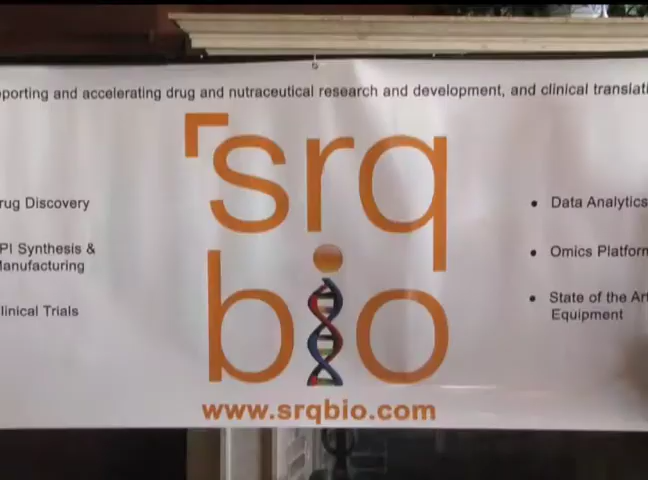 porting and accelerating drug and nutraceutical research and development, and clinical translati
srq
bio
www.srqbio.com
rug Discovery
PI Synthesis &
anufacturing
linical Trials
• Data Analytics
• Omics Platform
• State of the Art
Equipment